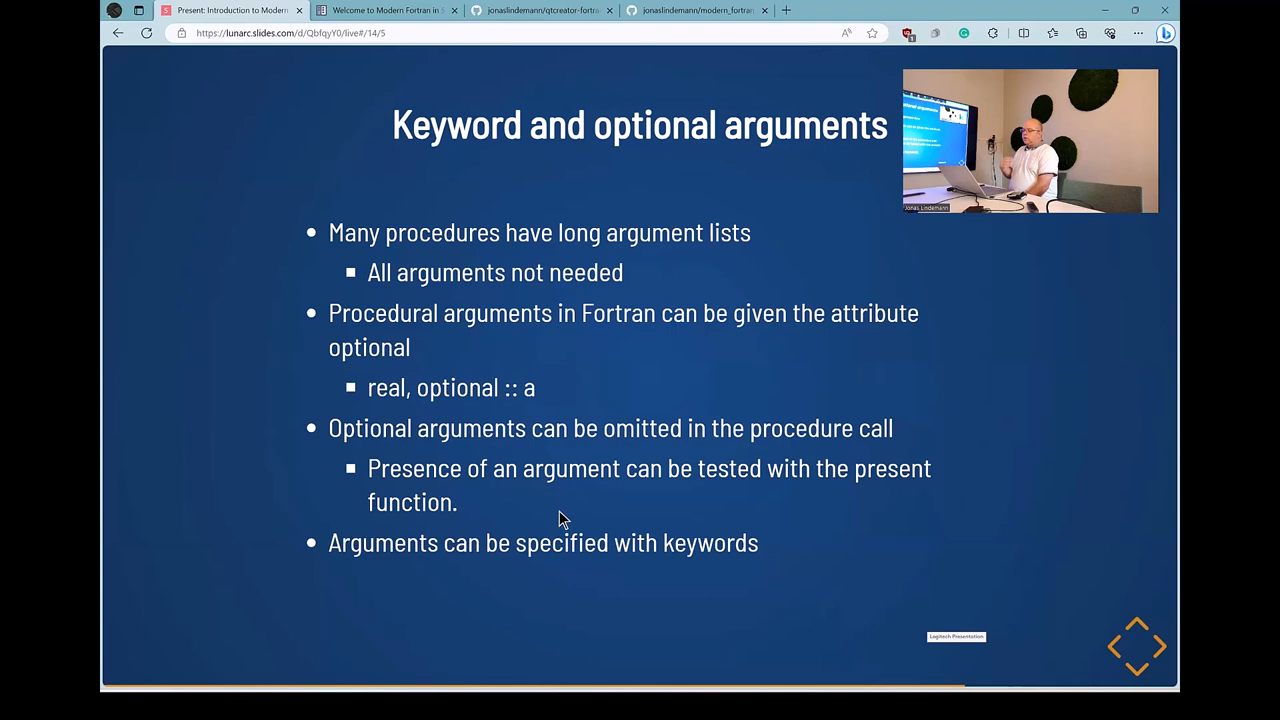 Present: Introduction to Modern
Welcome to Modern Fortran in S
jonaslindemann/qtcreator-fortra
jonaslindemann/modern_fortran
https://lunarc.slides.com/d/QbfqyY0/live#/14/5
Keyword and optional arguments
Jonas Lindemann
Many procedures have long argument lists
All arguments not needed
Procedural arguments in Fortran can be given the attribute
optional
real, optional :: a
Optional arguments can be omitted in the procedure call
Presence of an argument can be tested with the present
function.
Arguments can be specified with keywords
Logitech Presentation